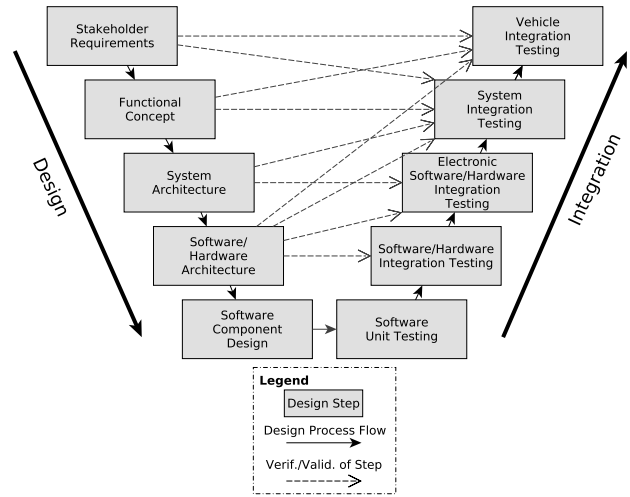 Stakeholder
Requirements
Vehicle
Integration
Testing
Functional
Concept
System
Integration
Testing
System
Architecture
Electronic
Software/Hardware
Integration
Testing
Software/
Hardware
Architecture
Software/Hardware
Integration Testing
Software
Component
Design
Software
Unit Testing
Design
Integration
Legend
Design Step
Design Process Flow
Verif./Valid. of Step